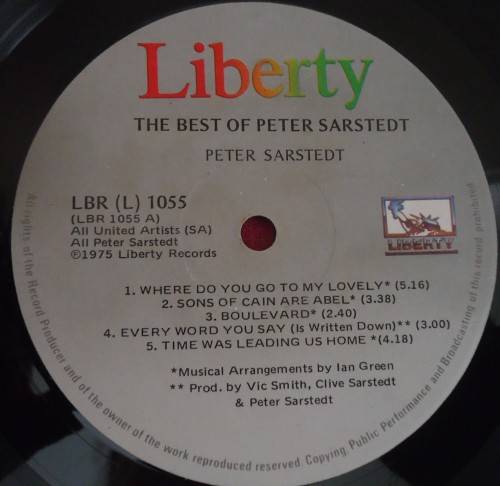 Liberty
THE BEST OF PETER SARSTEDT
PETER SARSTEDT
LBR (L) 1055
(LBR 1055 A)
All United Artists (SA)
All Peter Sarstedt
℗1975 Liberty Records
LIBERTY
1. WHERE DO YOU GO TO MY LOVELY* (5.16)
2. SONS OF CAIN ARE ABEL* (3.38)
3. BOULEVARD* (2.40)
4. EVERY WORD YOU SAY (Is Written Down)** (3.00)
5. TIME WAS LEADING US HOME *(4.18)
*Musical Arrangements by Ian Green
** Prod. by Vic Smith, Clive Sarstedt
& Peter Sarstedt
All rights of the Record Producer and of the owner of the work reproduced reserved. Copying, Public Performance and Broadcasting of this record prohibited